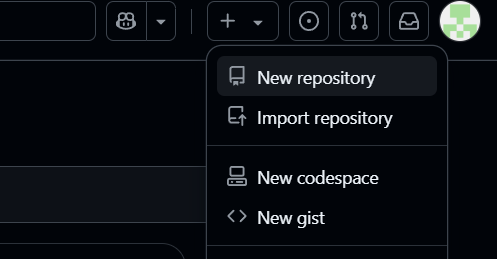 New repository
Import repository
New codespace
New gist